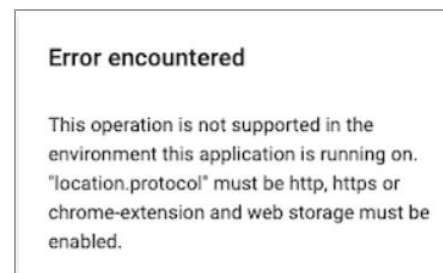 Error encountered
This operation is not supported in the
environment this application is running on.
"location.protocol" must be http, https or
chrome-extension and web storage must be
enabled.